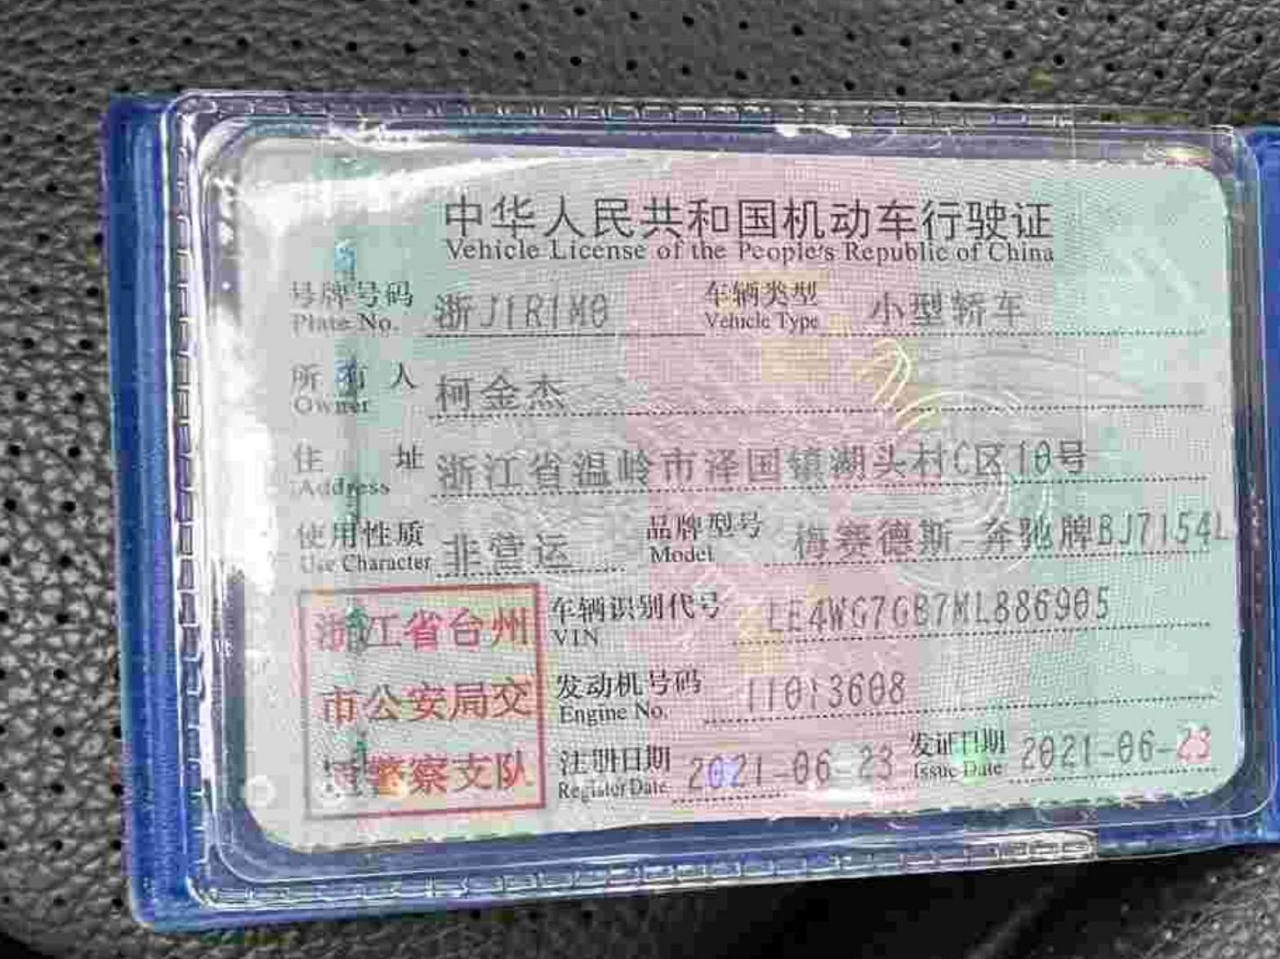 中华人民共和国机动车行驶证
Vehicle License of the People's Republic of China
号牌号码 浙J1R1M0 车辆类型 小型轿车
Plate No. Vehicle Type
所有人 柯金杰
Owner
住址 浙江省温岭市泽国镇湖头村C区10号
Address
使用性质 非营运 品牌型号 梅赛德斯-奔驰牌BJ7154L
Use Character Model
浙江省台州 车辆识别代号 LE4WG7GB7ML886905
VIN
市公安局交 发动机号码 11013608
Engine No.
通警察支队 注册日期 2021-06-23 发证日期 2021-06-23
Register Date Issue Date